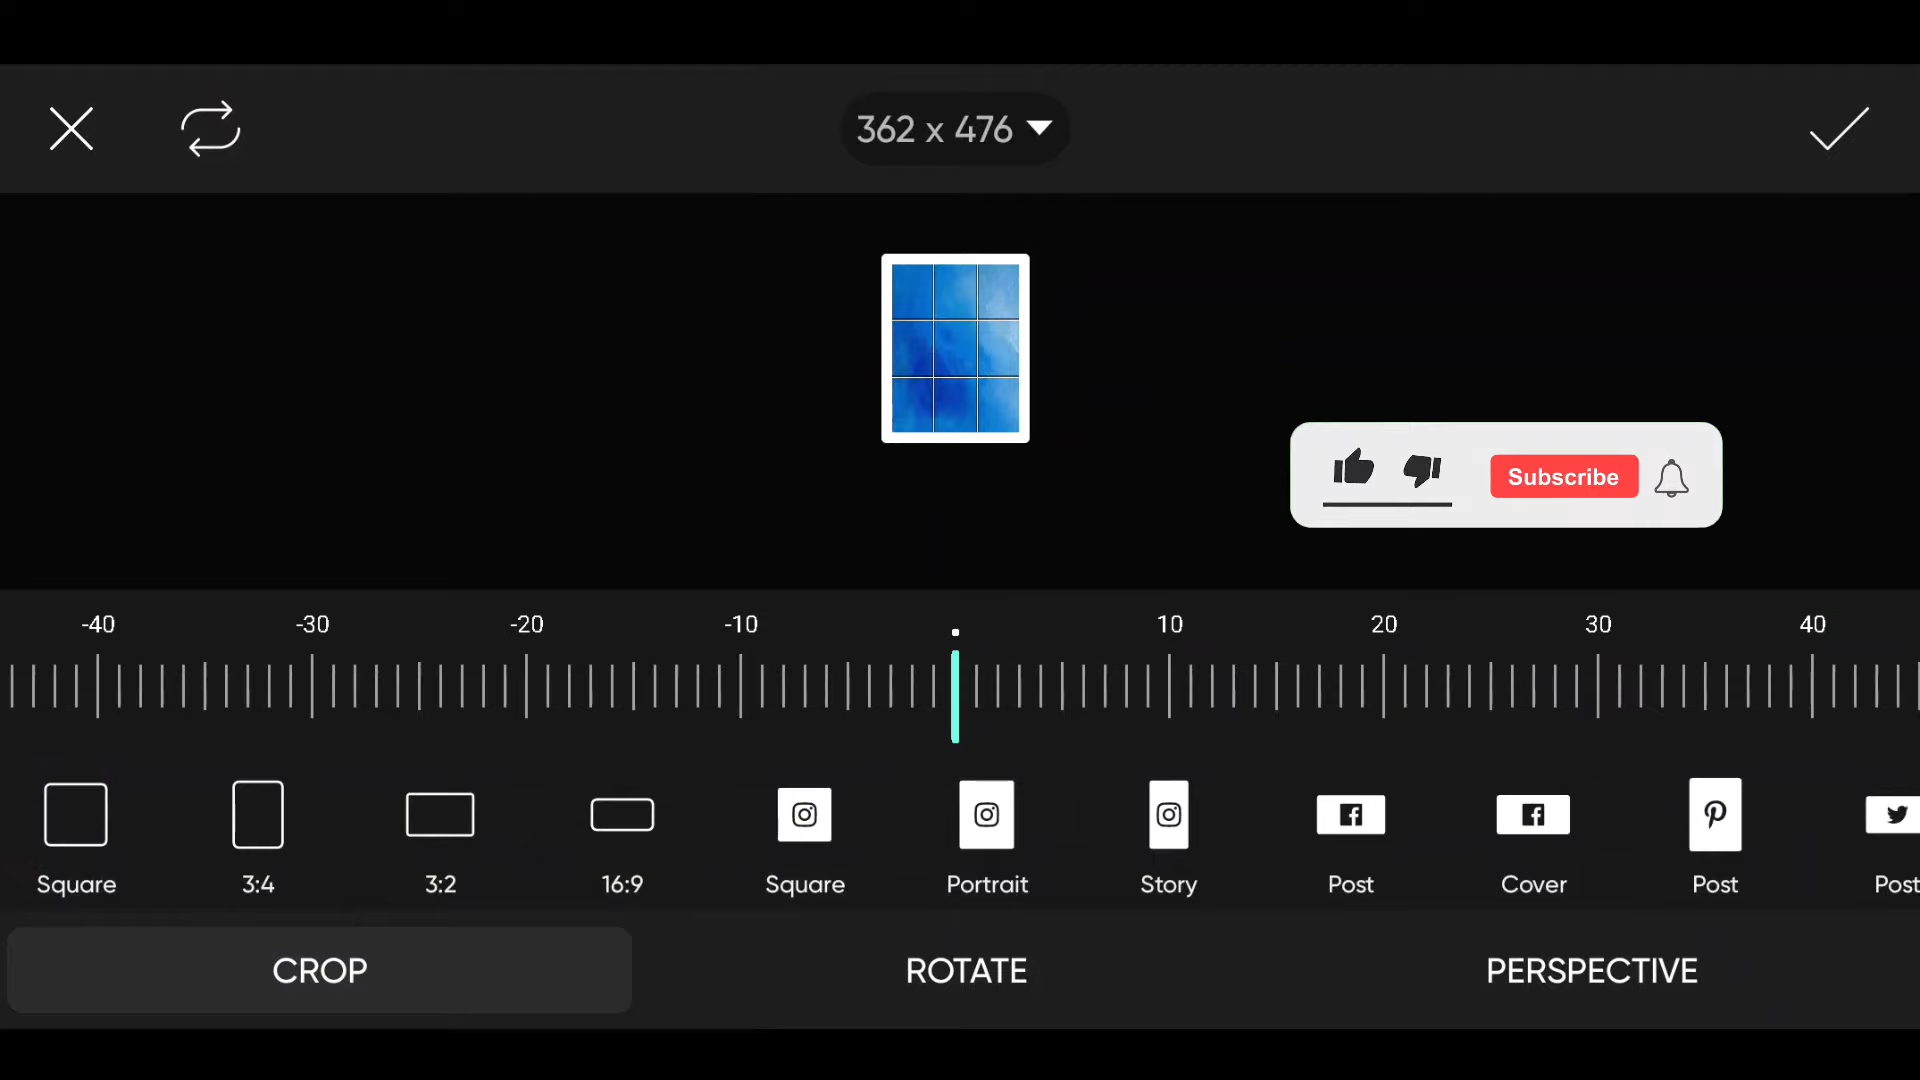 362 x 476
Subscribe
-40 -30 -20 -10 10 20 30 40
Square 3:4 3:2 16:9 Square Portrait Story Post Cover Post Post
CROP ROTATE PERSPECTIVE